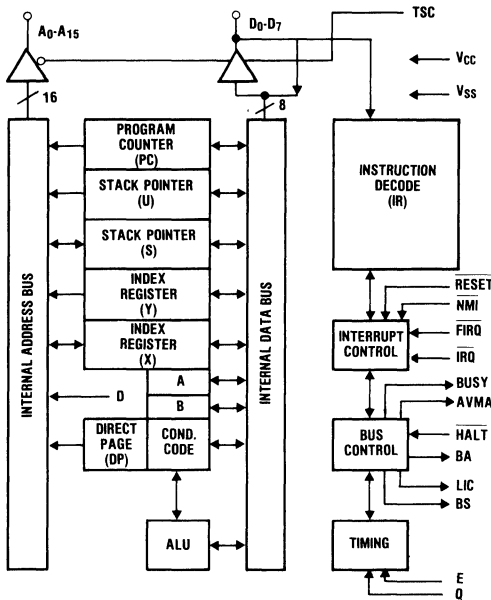 A0-A15
D0-D7
TSC
VCC
VSS
16
8
PROGRAM
COUNTER
(PC)
STACK POINTER
(U)
STACK POINTER
(S)
INDEX
REGISTER
(Y)
INDEX
REGISTER
(X)
A
D
B
DIRECT
PAGE
(DP)
COND.
CODE
ALU
INTERNAL ADDRESS BUS
INTERNAL DATA BUS
INSTRUCTION
DECODE
(IR)
RESET
NMI
INTERRUPT
CONTROL
FIRQ
IRQ
BUSY
AVMA
BUS
CONTROL
HALT
BA
LIC
BS
TIMING
E
Q